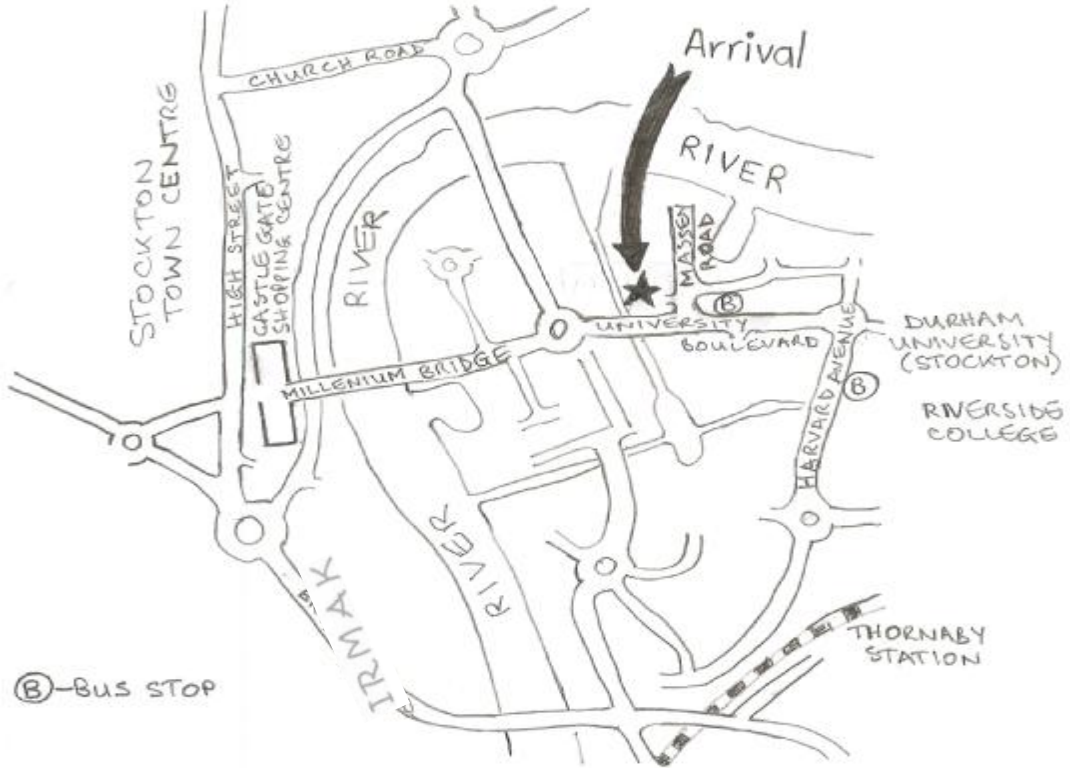 Arrival
CHURCH ROAD
STOCKTON
TOWN CENTRE
HIGH STREET
CASTLE GATE
SHOPPING CENTRE
RIVER
RIVER
MASSEY
ROAD
B
UNIVERSITY
BOULEVARD
MILLENIUM BRIDGE
HARVARD AVENUE
B
DURHAM
UNIVERSITY
(STOCKTON)
RIVERSIDE
COLLEGE
RIVER
IRMAK
THORNABY
STATION
B - BUS STOP